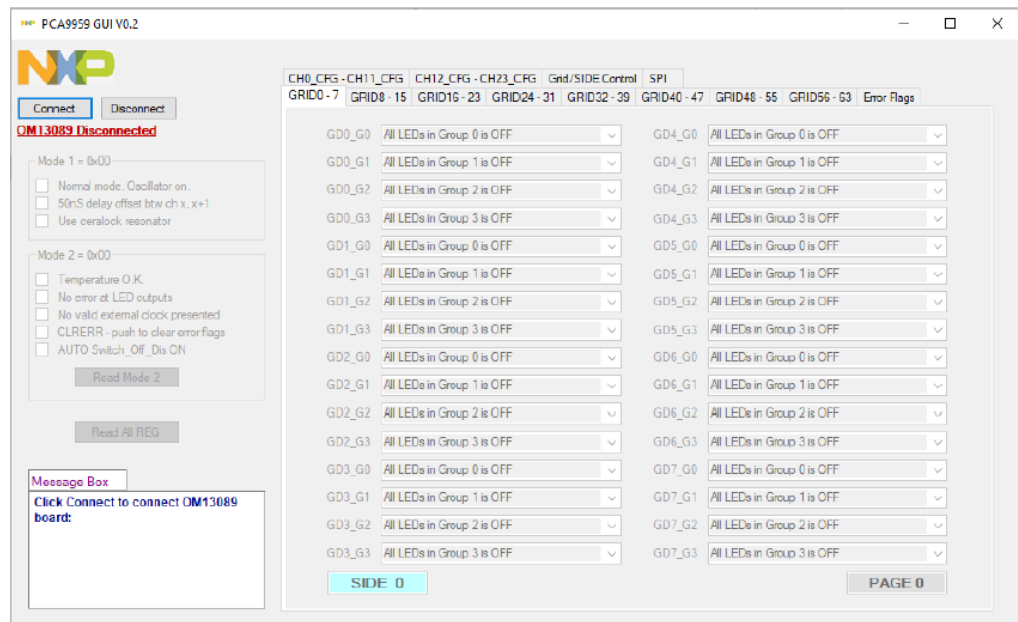 PCA9959 GUI V0.2
NXP
Connect Disconnect
OM13089 Disconnected
Mode 1 = 0x00
Normal mode. Oscillator on.
50nS delay offset btw ch x, x+1
Use ceralock resonator
Mode 2 = 0x00
Temperature O.K.
No error at LED outputs
No valid external clock presented
CLRERR - push to clear error flags
AUTO Switch_Off_Dis ON
Read Mode 2
Read All REG
Message Box
Click Connect to connect OM13089
board:
CH0_CFG - CH11_CFG CH12_CFG - CH23_CFG Grid/SIDE Control SPI
GRID0 - 7 GRID8 - 15 GRID16 - 23 GRID24 - 31 GRID32 - 39 GRID40 - 47 GRID48 - 55 GRID56 - 63 Error Flags
GD0_G0 All LEDs in Group 0 is OFF GD4_G0 All LEDs in Group 0 is OFF
GD0_G1 All LEDs in Group 1 is OFF GD4_G1 All LEDs in Group 1 is OFF
GD0_G2 All LEDs in Group 2 is OFF GD4_G2 All LEDs in Group 2 is OFF
GD0_G3 All LEDs in Group 3 is OFF GD4_G3 All LEDs in Group 3 is OFF
GD1_G0 All LEDs in Group 0 is OFF GD5_G0 All LEDs in Group 0 is OFF
GD1_G1 All LEDs in Group 1 is OFF GD5_G1 All LEDs in Group 1 is OFF
GD1_G2 All LEDs in Group 2 is OFF GD5_G2 All LEDs in Group 2 is OFF
GD1_G3 All LEDs in Group 3 is OFF GD5_G3 All LEDs in Group 3 is OFF
GD2_G0 All LEDs in Group 0 is OFF GD6_G0 All LEDs in Group 0 is OFF
GD2_G1 All LEDs in Group 1 is OFF GD6_G1 All LEDs in Group 1 is OFF
GD2_G2 All LEDs in Group 2 is OFF GD6_G2 All LEDs in Group 2 is OFF
GD2_G3 All LEDs in Group 3 is OFF GD6_G3 All LEDs in Group 3 is OFF
GD3_G0 All LEDs in Group 0 is OFF GD7_G0 All LEDs in Group 0 is OFF
GD3_G1 All LEDs in Group 1 is OFF GD7_G1 All LEDs in Group 1 is OFF
GD3_G2 All LEDs in Group 2 is OFF GD7_G2 All LEDs in Group 2 is OFF
GD3_G3 All LEDs in Group 3 is OFF GD7_G3 All LEDs in Group 3 is OFF
SIDE 0 PAGE 0